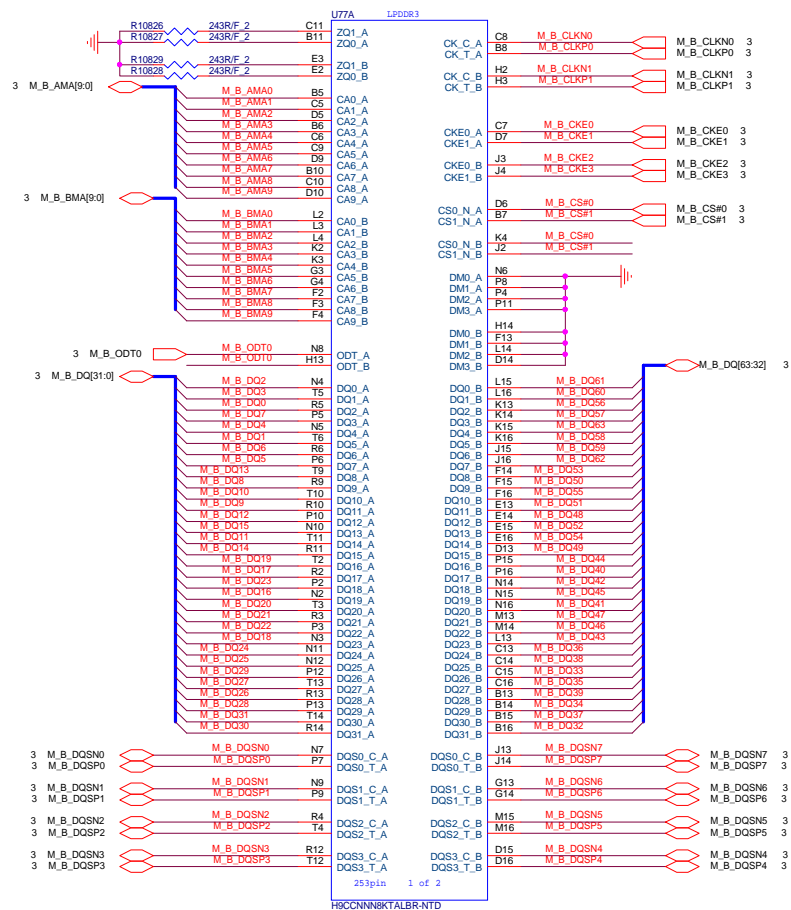 U77A LPDDR3
R10826 243R/F_2 C11 ZQ1_A
R10827 243R/F_2 B11 ZQ0_A
R10829 243R/F_2 E3 ZQ1_B
R10828 243R/F_2 E2 ZQ0_B
3 M_B_AMA[9:0]
M_B_AMA0 B5 CA0_A
M_B_AMA1 C5 CA1_A
M_B_AMA2 D5 CA2_A
M_B_AMA3 B6 CA3_A
M_B_AMA4 C6 CA4_A
M_B_AMA5 C9 CA5_A
M_B_AMA6 D9 CA6_A
M_B_AMA7 B10 CA7_A
M_B_AMA8 C10 CA8_A
M_B_AMA9 D10 CA9_A
3 M_B_BMA[9:0]
M_B_BMA0 L2 CA0_B
M_B_BMA1 L3 CA1_B
M_B_BMA2 L4 CA2_B
M_B_BMA3 K2 CA3_B
M_B_BMA4 K3 CA4_B
M_B_BMA5 G3 CA5_B
M_B_BMA6 G4 CA6_B
M_B_BMA7 F2 CA7_B
M_B_BMA8 F3 CA8_B
M_B_BMA9 F4 CA9_B
3 M_B_ODT0 M_B_ODT0 N8 ODT_A
M_B_ODT0 H13 ODT_B
3 M_B_DQ[31:0]
M_B_DQ2 N4 DQ0_A
M_B_DQ3 T5 DQ1_A
M_B_DQ0 R5 DQ2_A
M_B_DQ7 P5 DQ3_A
M_B_DQ4 N5 DQ4_A
M_B_DQ1 T6 DQ5_A
M_B_DQ6 R6 DQ6_A
M_B_DQ5 P6 DQ7_A
M_B_DQ13 T9 DQ8_A
M_B_DQ8 R9 DQ9_A
M_B_DQ10 T10 DQ10_A
M_B_DQ9 R10 DQ11_A
M_B_DQ12 P10 DQ12_A
M_B_DQ15 N10 DQ13_A
M_B_DQ11 T11 DQ14_A
M_B_DQ14 R11 DQ15_A
M_B_DQ19 T2 DQ16_A
M_B_DQ17 R2 DQ17_A
M_B_DQ23 P2 DQ18_A
M_B_DQ16 N2 DQ19_A
M_B_DQ20 T3 DQ20_A
M_B_DQ21 R3 DQ21_A
M_B_DQ22 P3 DQ22_A
M_B_DQ18 N3 DQ23_A
M_B_DQ24 N11 DQ24_A
M_B_DQ25 N12 DQ25_A
M_B_DQ29 P12 DQ26_A
M_B_DQ27 T13 DQ27_A
M_B_DQ26 R13 DQ28_A
M_B_DQ28 P13 DQ29_A
M_B_DQ31 T14 DQ30_A
M_B_DQ30 R14 DQ31_A
3 M_B_DQSN0 M_B_DQSN0 N7 DQS0_C_A
3 M_B_DQSP0 M_B_DQSP0 P7 DQS0_T_A
3 M_B_DQSN1 M_B_DQSN1 N9 DQS1_C_A
3 M_B_DQSP1 M_B_DQSP1 P9 DQS1_T_A
3 M_B_DQSN2 M_B_DQSN2 R4 DQS2_C_A
3 M_B_DQSP2 M_B_DQSP2 T4 DQS2_T_A
3 M_B_DQSN3 M_B_DQSN3 R12 DQS3_C_A
3 M_B_DQSP3 M_B_DQSP3 T12 DQS3_T_A
CK_C_A C8 M_B_CLKN0 M_B_CLKN0 3
CK_T_A B8 M_B_CLKP0 M_B_CLKP0 3
CK_C_B H2 M_B_CLKN1 M_B_CLKN1 3
CK_T_B H3 M_B_CLKP1 M_B_CLKP1 3
CKE0_A C7 M_B_CKE0 M_B_CKE0 3
CKE1_A D7 M_B_CKE1 M_B_CKE1 3
CKE0_B J3 M_B_CKE2 M_B_CKE2 3
CKE1_B J4 M_B_CKE3 M_B_CKE3 3
CS0_N_A D6 M_B_CS#0 M_B_CS#0 3
CS1_N_A B7 M_B_CS#1 M_B_CS#1 3
CS0_N_B K4 M_B_CS#0
CS1_N_B J2 M_B_CS#1
DM0_A N6
DM1_A P8
DM2_A P4
DM3_A P11
DM0_B H14
DM1_B F13
DM2_B L14
DM3_B D14
M_B_DQ[63:32] 3
DQ0_B L15 M_B_DQ61
DQ1_B L16 M_B_DQ60
DQ2_B K13 M_B_DQ56
DQ3_B K14 M_B_DQ57
DQ4_B K15 M_B_DQ63
DQ5_B K16 M_B_DQ58
DQ6_B J15 M_B_DQ59
DQ7_B J16 M_B_DQ62
DQ8_B F14 M_B_DQ53
DQ9_B F15 M_B_DQ50
DQ10_B F16 M_B_DQ55
DQ11_B E13 M_B_DQ51
DQ12_B E14 M_B_DQ48
DQ13_B E15 M_B_DQ52
DQ14_B E16 M_B_DQ54
DQ15_B D13 M_B_DQ49
DQ16_B P15 M_B_DQ44
DQ17_B P16 M_B_DQ40
DQ18_B N14 M_B_DQ42
DQ19_B N15 M_B_DQ45
DQ20_B N16 M_B_DQ41
DQ21_B M13 M_B_DQ47
DQ22_B M14 M_B_DQ46
DQ23_B L13 M_B_DQ43
DQ24_B C13 M_B_DQ36
DQ25_B C14 M_B_DQ38
DQ26_B C15 M_B_DQ33
DQ27_B C16 M_B_DQ35
DQ28_B B13 M_B_DQ39
DQ29_B B14 M_B_DQ34
DQ30_B B15 M_B_DQ37
DQ31_B B16 M_B_DQ32
DQS0_C_B J13 M_B_DQSN7 M_B_DQSN7 3
DQS0_T_B J14 M_B_DQSP7 M_B_DQSP7 3
DQS1_C_B G13 M_B_DQSN6 M_B_DQSN6 3
DQS1_T_B G14 M_B_DQSP6 M_B_DQSP6 3
DQS2_C_B M15 M_B_DQSN5 M_B_DQSN5 3
DQS2_T_B M16 M_B_DQSP5 M_B_DQSP5 3
DQS3_C_B D15 M_B_DQSN4 M_B_DQSN4 3
DQS3_T_B D16 M_B_DQSP4 M_B_DQSP4 3
253pin 1 of 2
H9CCNNN8KTALBR-NTD